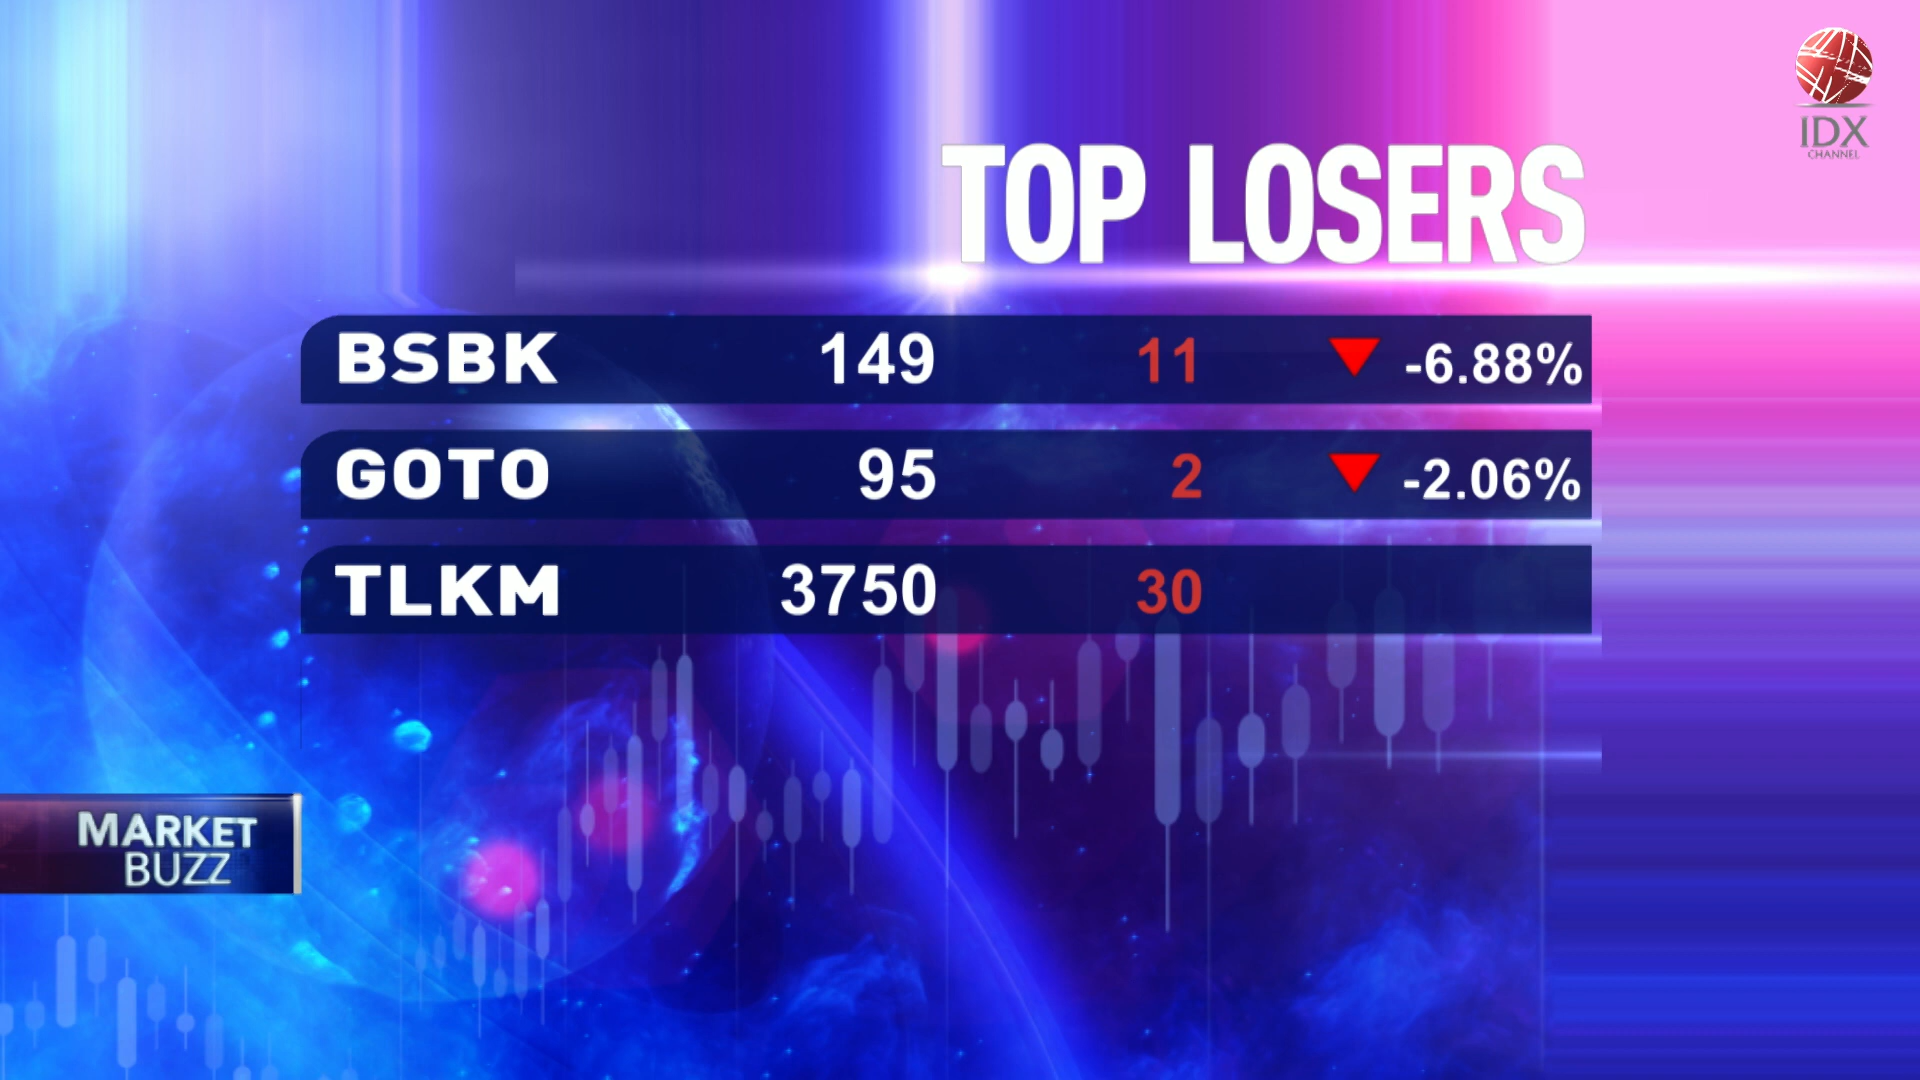 IDX
CHANNEL
TOP LOSERS
BSBK 149 11 -6.88%
GOTO 95 2 -2.06%
TLKM 3750 30
MARKET
BUZZ